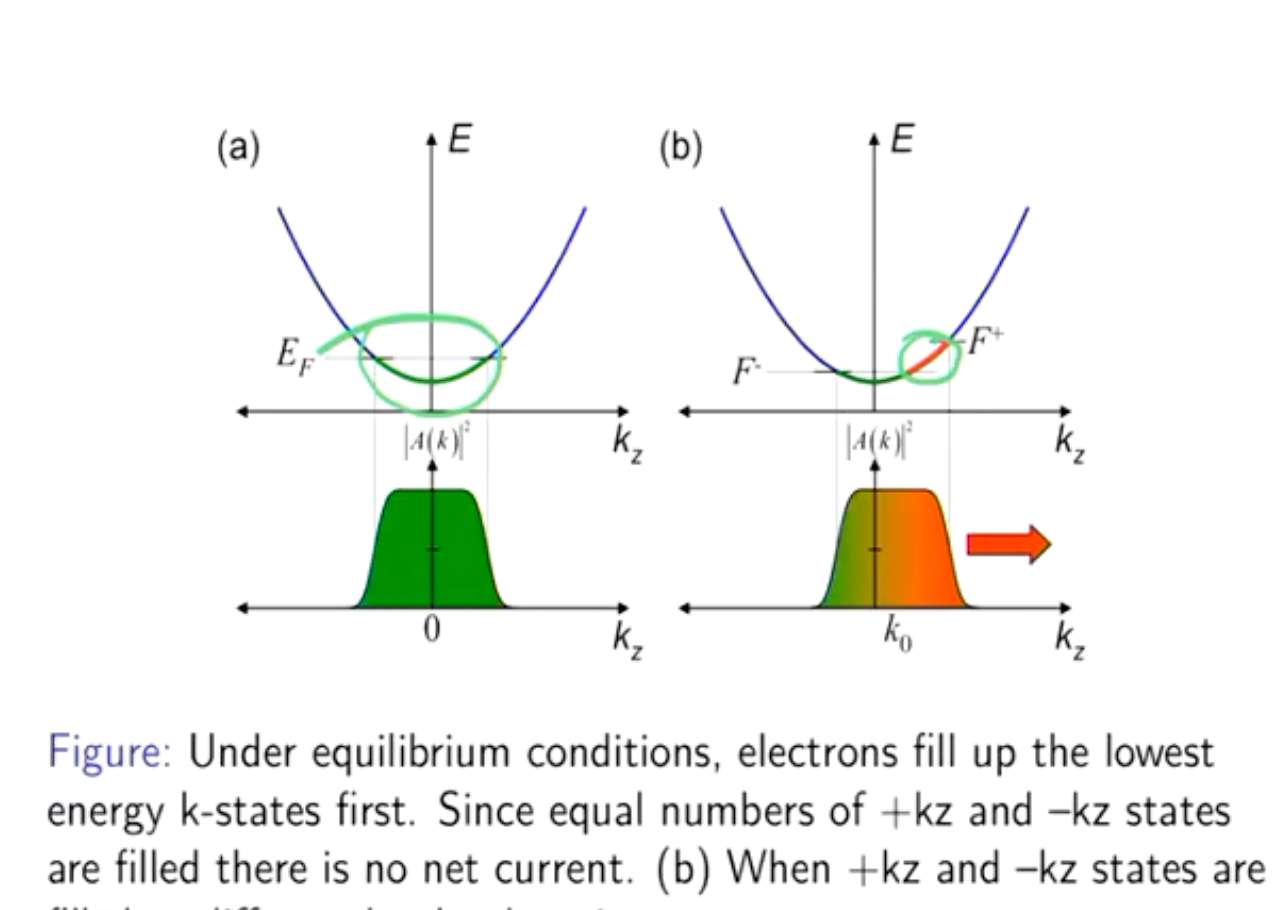 (a)
E
(b)
E
E_F
F⁻
F⁺
k_z
k_z
|A(k)|²
|A(k)|²
0
k_z
k₀
k_z
Figure: Under equilibrium conditions, electrons fill up the lowest
energy k-states first. Since equal numbers of +kz and –kz states
are filled there is no net current. (b) When +kz and –kz states are